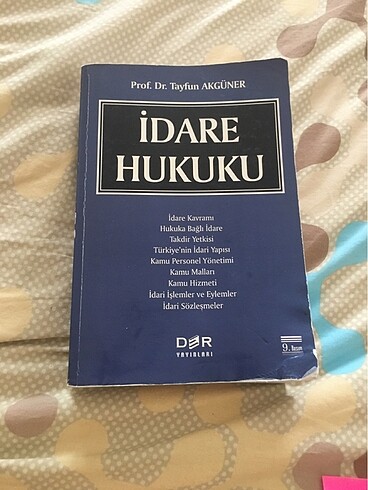 Prof. Dr. Tayfun AKGÜNER
İDARE
HUKUKU
İdare Kavramı
Hukuka Bağlı İdare
Takdir Yetkisi
Türkiye'nin İdari Yapısı
Kamu Personel Yönetimi
Kamu Malları
Kamu Hizmeti
İdari İşlemler ve Eylemler
İdari Sözleşmeler
DER
YAYINLARI
9. Basım